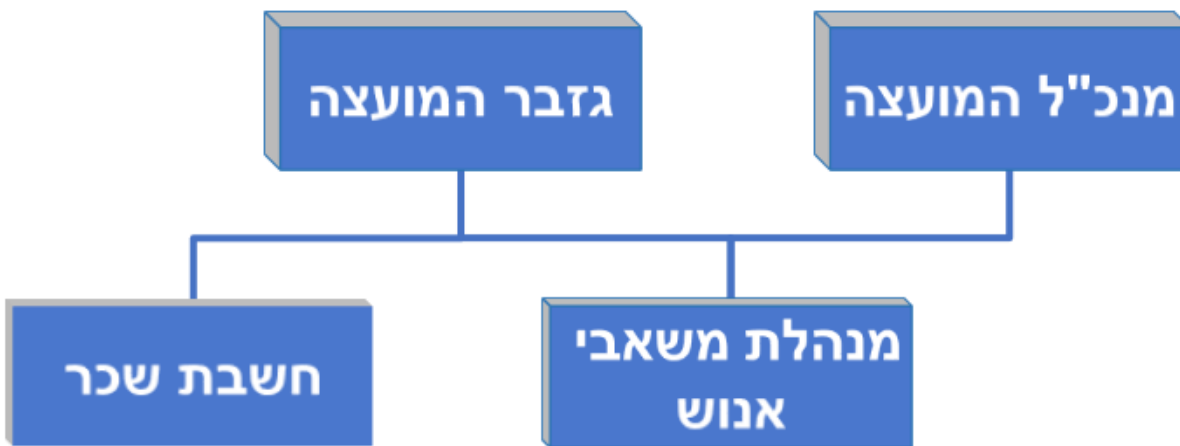 מנכ"ל המועצה
גזבר המועצה
מנהלת משאבי
אנוש
חשבת שכר